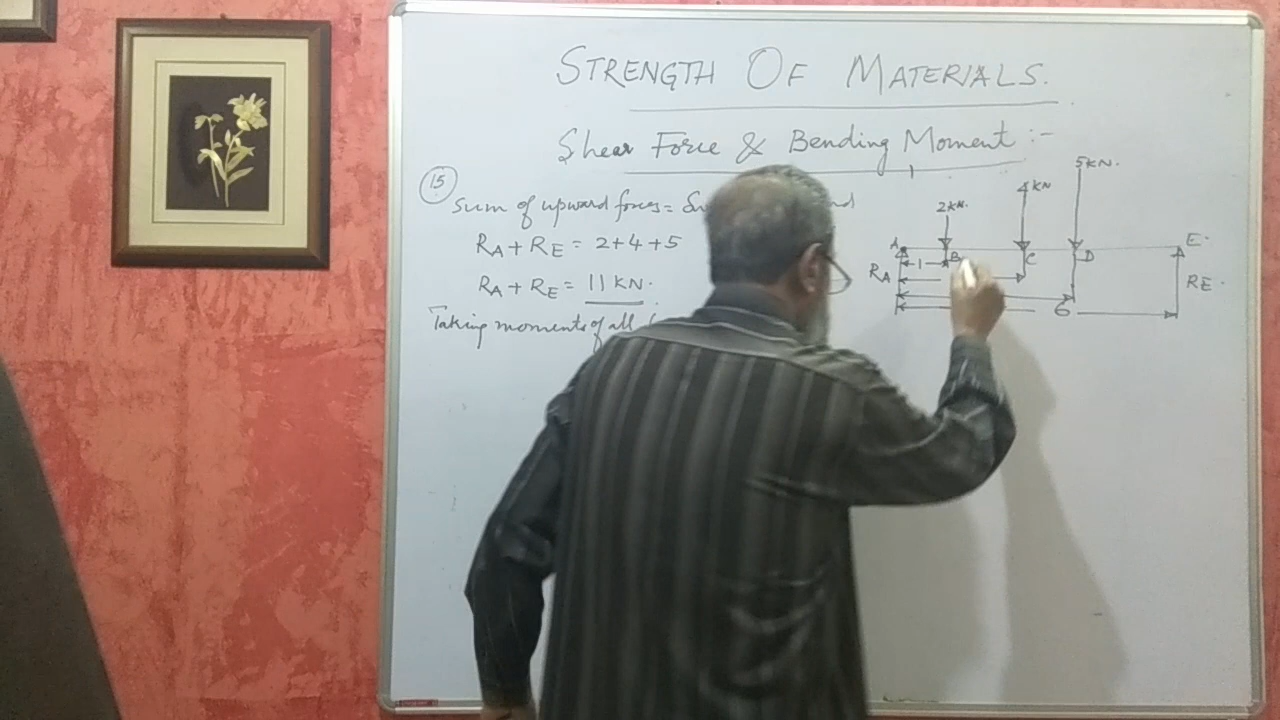 STRENGTH OF MATERIALS.
Shear Force & Bending Moment :-
15
Sum of upward forces =
RA + RE = 2+4+5
RA + RE = 11 KN.
Taking moments of all
2KN.
4KN
5KN.
A
B
C
D
E.
RA
RE.
1
6